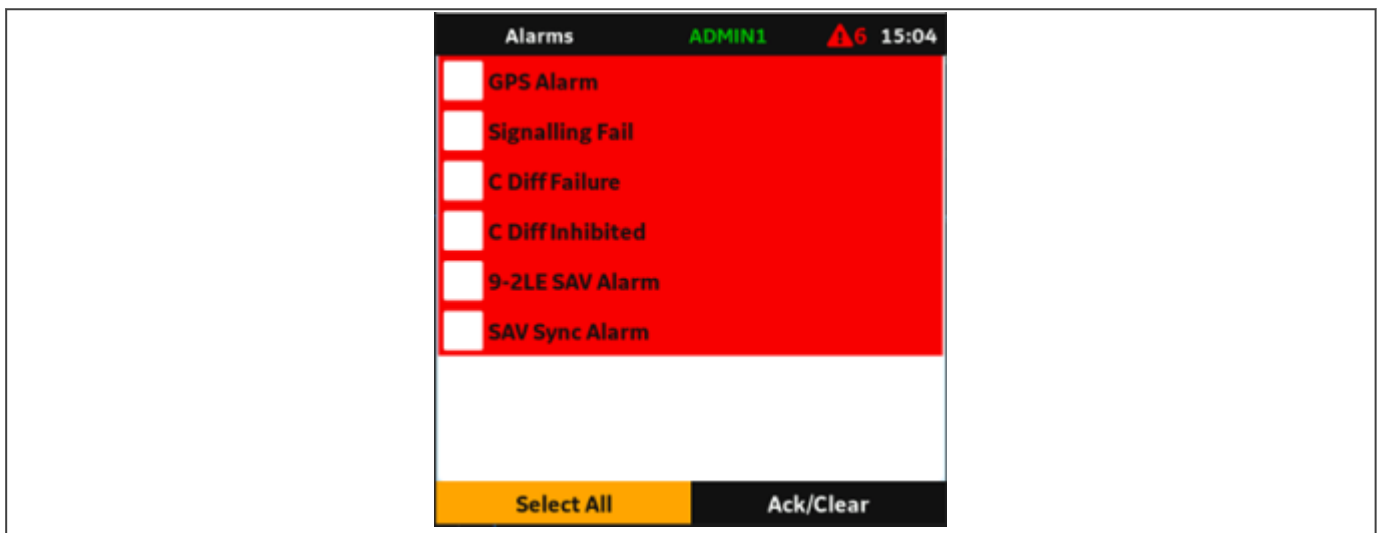 Alarms ADMIN1 6 15:04
GPS Alarm
Signalling Fail
C Diff Failure
C Diff Inhibited
9-2LE SAV Alarm
SAV Sync Alarm
Select All Ack/Clear